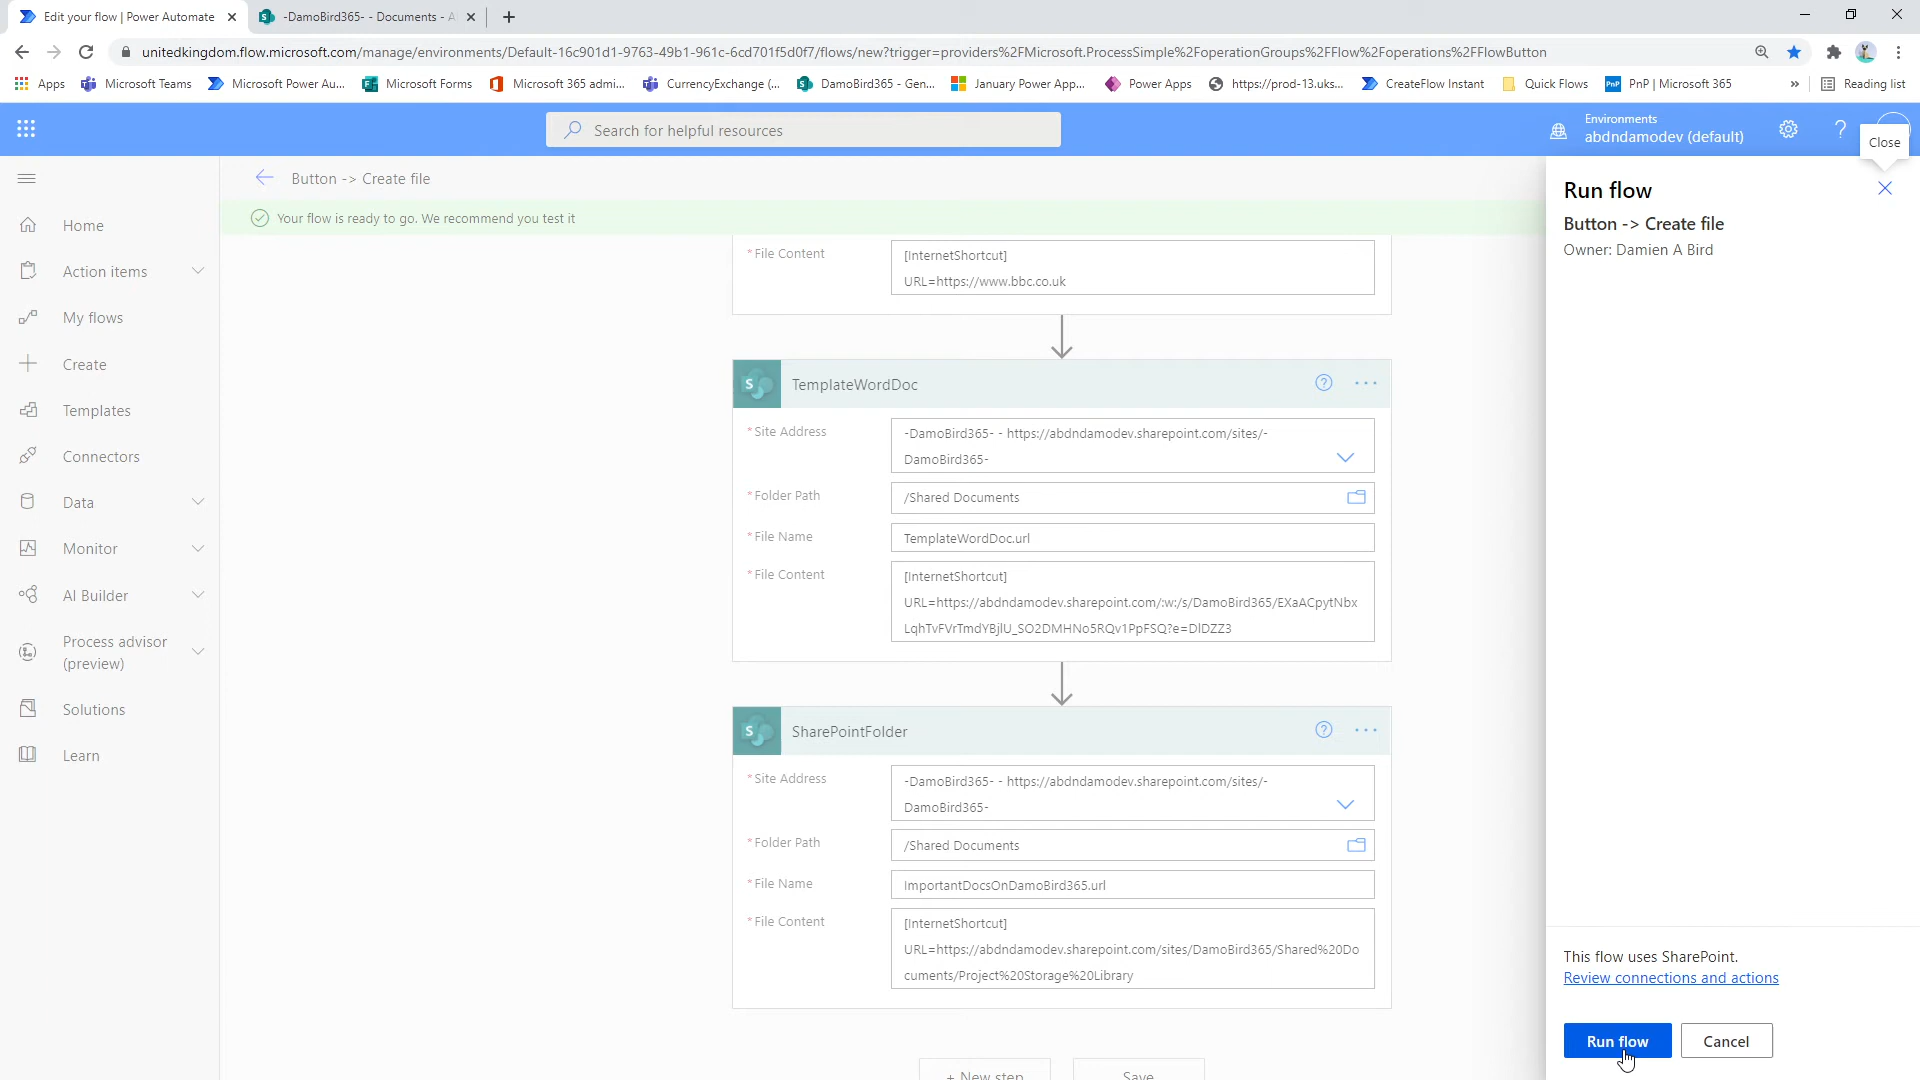 Edit your flow | Power Automate
-DamoBird365- - Documents - A
unitedkingdom.flow.microsoft.com/manage/environments/Default-16c901d1-9763-49b1-961c-6cd701f5d0f7/flows/new?trigger=providers%2FMicrosoft.ProcessSimple%2FoperationGroups%2FFlow%2Foperations%2FFlowButton
Apps
Microsoft Teams
Microsoft Power Au...
Microsoft Forms
Microsoft 365 admi...
CurrencyExchange (...
DamoBird365 - Gen...
January Power App...
Power Apps
https://prod-13.uks...
CreateFlow Instant
Quick Flows
PnP | Microsoft 365
»
Reading list
Search for helpful resources
Environments
abdndamodev (default)
?
Close
Home
Action items
My flows
Create
Templates
Connectors
Data
Monitor
AI Builder
Process advisor
(preview)
Solutions
Learn
Button -> Create file
Your flow is ready to go. We recommend you test it
* File Content
[InternetShortcut]
URL=https://www.bbc.co.uk
S
TemplateWordDoc
* Site Address
-DamoBird365- - https://abdndamodev.sharepoint.com/sites/-
DamoBird365-
* Folder Path
/Shared Documents
* File Name
TemplateWordDoc.url
* File Content
[InternetShortcut]
URL=https://abdndamodev.sharepoint.com/:w:/s/DamoBird365/EXaACpytNbx
LqhTvFVrTmdYBjlU_SO2DMHNo5RQv1PpFSQ?e=DlDZZ3
S
SharePointFolder
* Site Address
-DamoBird365- - https://abdndamodev.sharepoint.com/sites/-
DamoBird365-
* Folder Path
/Shared Documents
* File Name
ImportantDocsOnDamoBird365.url
* File Content
[InternetShortcut]
URL=https://abdndamodev.sharepoint.com/sites/DamoBird365/Shared%20Do
cuments/Project%20Storage%20Library
+ New step
Save
Run flow
Button -> Create file
Owner: Damien A Bird
This flow uses SharePoint.
Review connections and actions
Run flow
Cancel